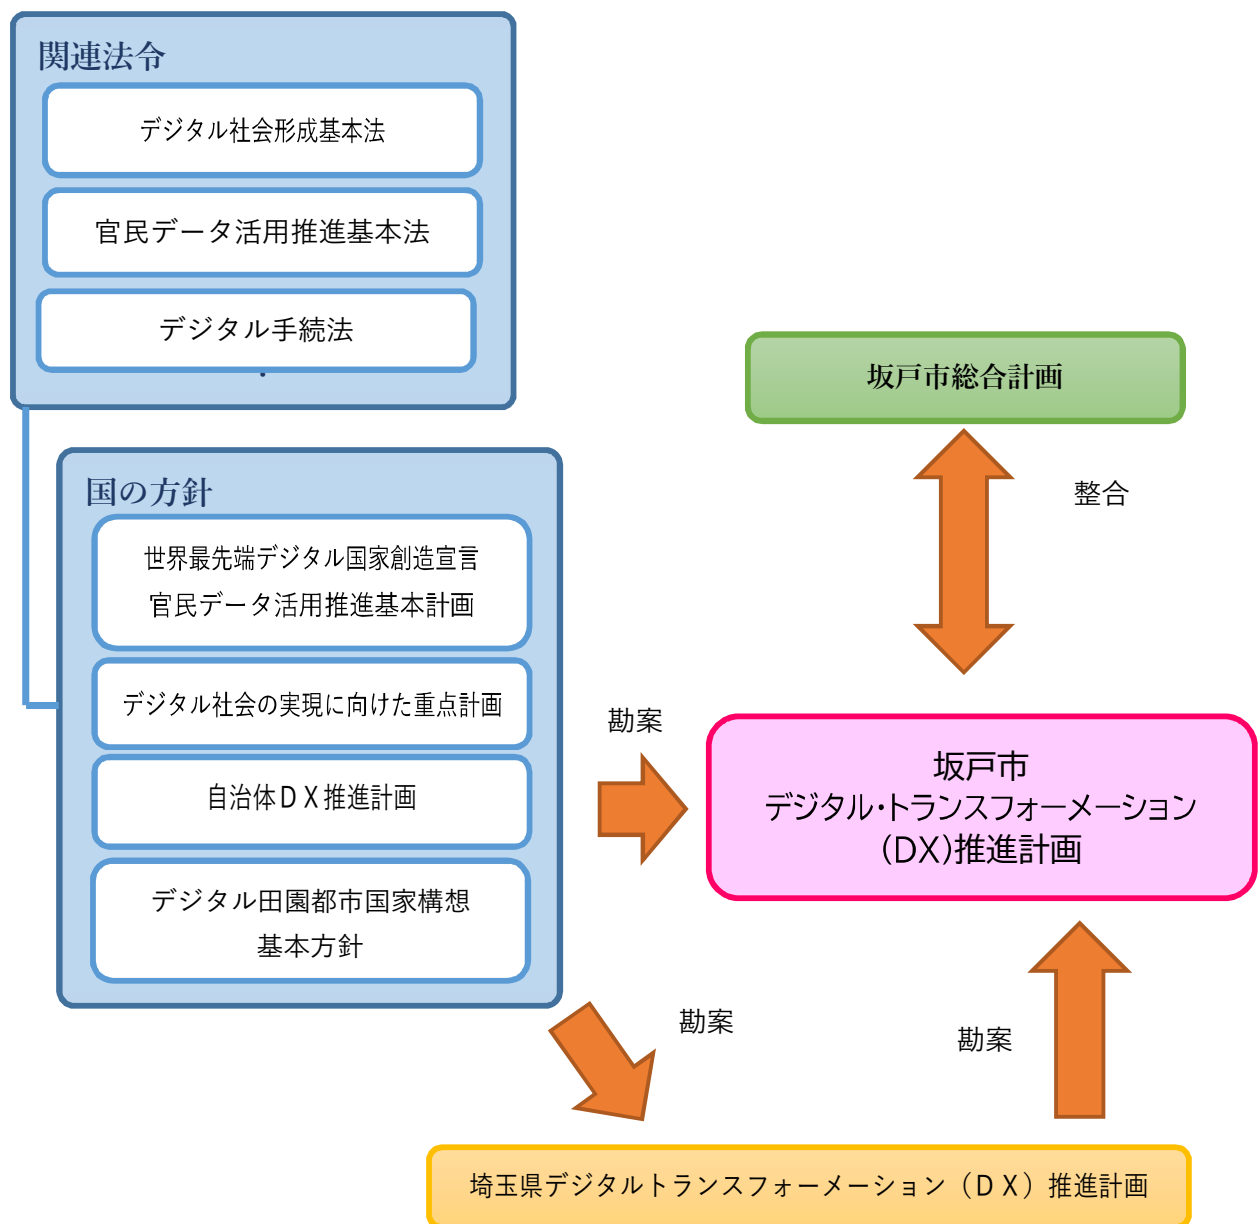 関連法令
デジタル社会形成基本法
官民データ活用推進基本法
デジタル手続法
国の方針
世界最先端デジタル国家創造宣言
官民データ活用推進基本計画
デジタル社会の実現に向けた重点計画
自治体ＤＸ推進計画
デジタル田園都市国家構想
基本方針
坂戸市総合計画
整合
勘案
坂戸市
デジタル・トランスフォーメーション
(DX)推進計画
勘案
勘案
埼玉県デジタルトランスフォーメーション（ＤＸ）推進計画